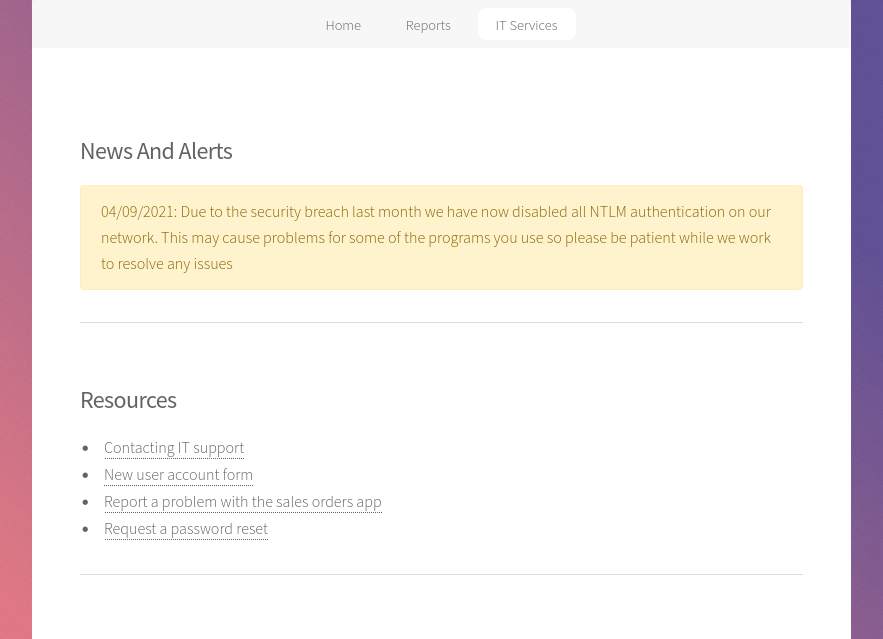 Home Reports IT Services
News And Alerts
04/09/2021: Due to the security breach last month we have now disabled all NTLM authentication on our
network. This may cause problems for some of the programs you use so please be patient while we work
to resolve any issues
Resources
Contacting IT support
New user account form
Report a problem with the sales orders app
Request a password reset